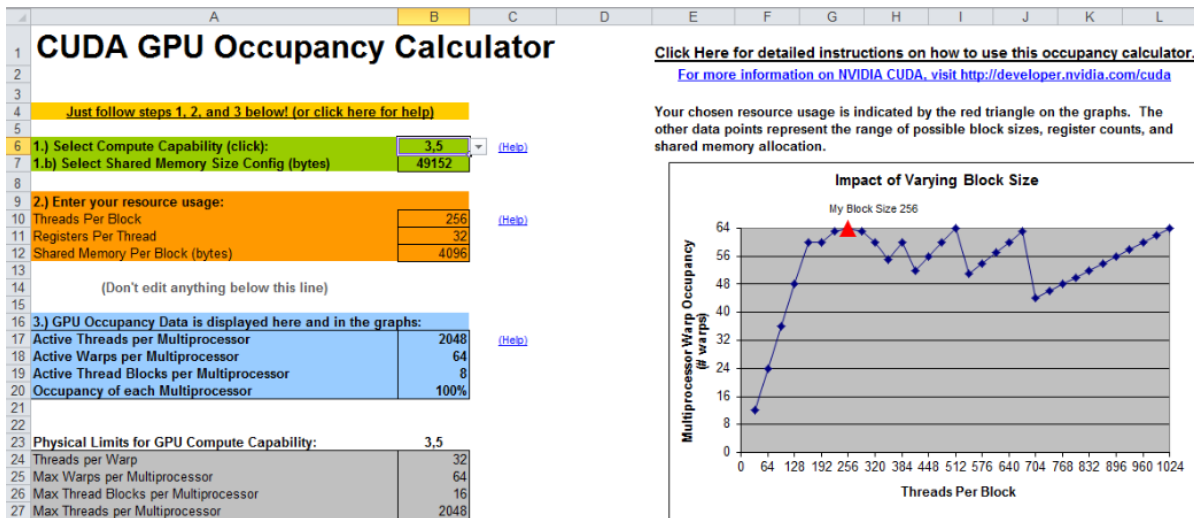 A B C D E F G H I J K L
1 CUDA GPU Occupancy Calculator
Click Here for detailed instructions on how to use this occupancy calculator.
2 For more information on NVIDIA CUDA, visit http://developer.nvidia.com/cuda
3
4 Just follow steps 1, 2, and 3 below! (or click here for help)
Your chosen resource usage is indicated by the red triangle on the graphs. The
other data points represent the range of possible block sizes, register counts, and
shared memory allocation.
5
6 1.) Select Compute Capability (click): 3,5 (Help)
7 1.b) Select Shared Memory Size Config (bytes) 49152
8
9 2.) Enter your resource usage:
10 Threads Per Block 256 (Help)
11 Registers Per Thread 32
12 Shared Memory Per Block (bytes) 4096
13
14 (Don't edit anything below this line)
15
16 3.) GPU Occupancy Data is displayed here and in the graphs:
17 Active Threads per Multiprocessor 2048 (Help)
18 Active Warps per Multiprocessor 64
19 Active Thread Blocks per Multiprocessor 8
20 Occupancy of each Multiprocessor 100%
21
22
23 Physical Limits for GPU Compute Capability: 3,5
24 Threads per Warp 32
25 Max Warps per Multiprocessor 64
26 Max Thread Blocks per Multiprocessor 16
27 Max Threads per Multiprocessor 2048
Impact of Varying Block Size
My Block Size 256
Multiprocessor Warp Occupancy
(# warps)
64
56
48
40
32
24
16
8
0
0 64 128 192 256 320 384 448 512 576 640 704 768 832 896 960 1024
Threads Per Block